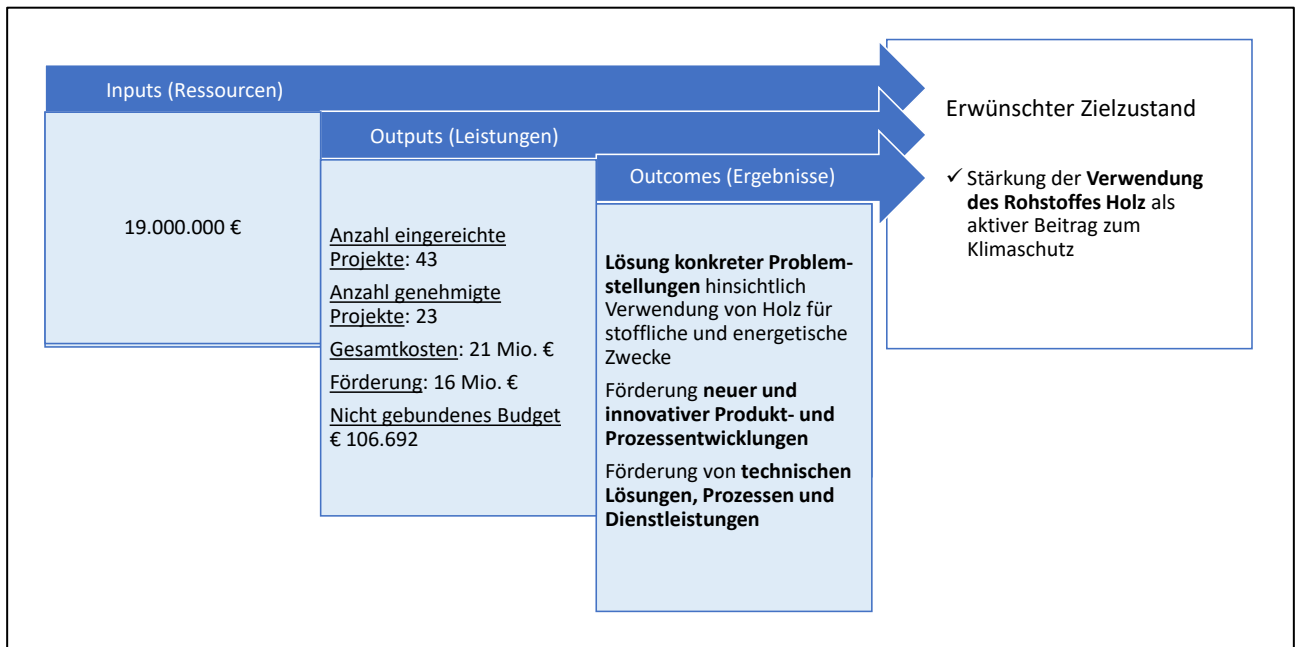 Inputs (Ressourcen)
19.000.000 €
Outputs (Leistungen)
Anzahl eingereichte
Projekte: 43
Anzahl genehmigte
Projekte: 23
Gesamtkosten: 21 Mio. €
Förderung: 16 Mio. €
Nicht gebundenes Budget
€ 106.692
Outcomes (Ergebnisse)
Lösung konkreter Problem-
stellungen hinsichtlich
Verwendung von Holz für
stoffliche und energetische
Zwecke
Förderung neuer und
innovativer Produkt- und
Prozessentwicklungen
Förderung von technischen
Lösungen, Prozessen und
Dienstleistungen
Erwünschter Zielzustand
✓ Stärkung der Verwendung
des Rohstoffes Holz als
aktiver Beitrag zum
Klimaschutz